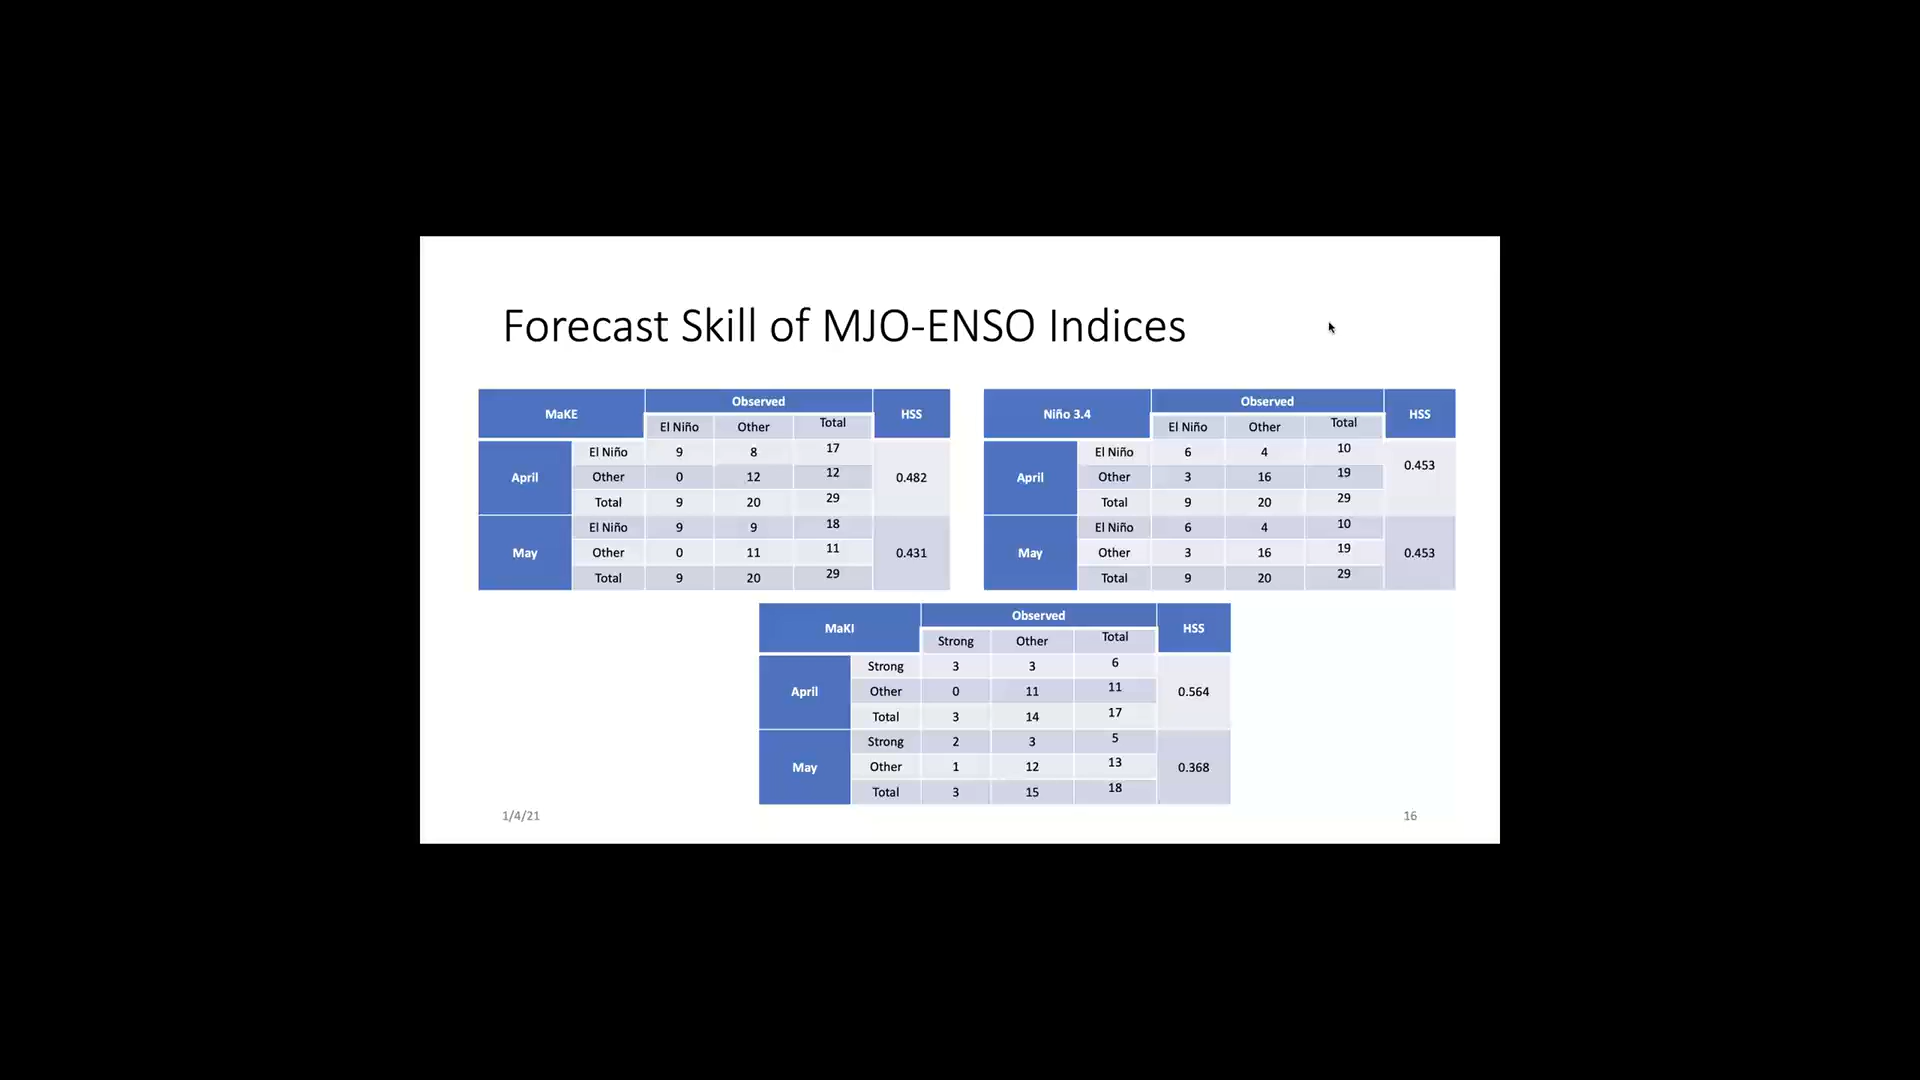 Forecast Skill of MJO-ENSO Indices
MaKE Observed HSS
El Niño Other Total
April El Niño 9 8 17 0.482
Other 0 12 12
Total 9 20 29
May El Niño 9 9 18 0.431
Other 0 11 11
Total 9 20 29
Niño 3.4 Observed HSS
El Niño Other Total
April El Niño 6 4 10 0.453
Other 3 16 19
Total 9 20 29
May El Niño 6 4 10 0.453
Other 3 16 19
Total 9 20 29
MaKI Observed HSS
Strong Other Total
April Strong 3 3 6 0.564
Other 0 11 11
Total 3 14 17
May Strong 2 3 5 0.368
Other 1 12 13
Total 3 15 18
1/4/21
16